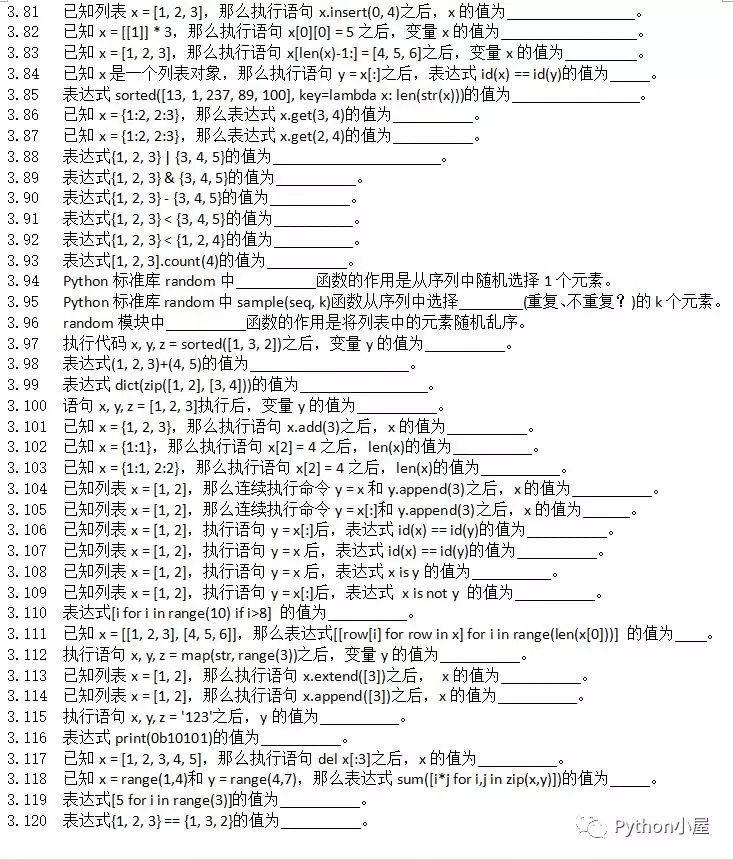 3.81 已知列表 x = [1, 2, 3]，那么执行语句 x.insert(0, 4)之后，x 的值为________________。
3.82 已知 x = [[1]] * 3，那么执行语句 x[0][0] = 5 之后，变量 x 的值为__________________。
3.83 已知 x = [1, 2, 3]，那么执行语句 x[len(x)-1:] = [4, 5, 6]之后，变量 x 的值为_________。
3.84 已知 x 是一个列表对象，那么执行语句 y = x[:]之后，表达式 id(x) == id(y)的值为_____。
3.85 表达式 sorted([13, 1, 237, 89, 100], key=lambda x: len(str(x)))的值为________________。
3.86 已知 x = {1:2, 2:3}，那么表达式 x.get(3, 4)的值为__________。
3.87 已知 x = {1:2, 2:3}，那么表达式 x.get(2, 4)的值为__________。
3.88 表达式{1, 2, 3} | {3, 4, 5}的值为_____________________。
3.89 表达式{1, 2, 3} & {3, 4, 5}的值为__________。
3.90 表达式{1, 2, 3} - {3, 4, 5}的值为__________。
3.91 表达式{1, 2, 3} < {3, 4, 5}的值为__________。
3.92 表达式{1, 2, 3} < {1, 2, 4}的值为__________。
3.93 表达式[1, 2, 3].count(4)的值为__________。
3.94 Python 标准库 random 中__________函数的作用是从序列中随机选择 1 个元素。
3.95 Python 标准库 random 中 sample(seq, k)函数从序列中选择________(重复、不重复？)的 k 个元素。
3.96 random 模块中__________函数的作用是将列表中的元素随机乱序。
3.97 执行代码 x, y, z = sorted([1, 3, 2])之后，变量 y 的值为__________。
3.98 表达式(1, 2, 3)+(4, 5)的值为____________________。
3.99 表达式 dict(zip([1, 2], [3, 4]))的值为________________。
3.100 语句 x, y, z = [1, 2, 3]执行后，变量 y 的值为__________。
3.101 已知 x = {1, 2, 3}，那么执行语句 x.add(3)之后，x 的值为__________。
3.102 已知 x = {1:1}，那么执行语句 x[2] = 4 之后，len(x)的值为__________。
3.103 已知 x = {1:1, 2:2}，那么执行语句 x[2] = 4 之后，len(x)的值为__________。
3.104 已知列表 x = [1, 2]，那么连续执行命令 y = x 和 y.append(3)之后，x 的值为__________。
3.105 已知列表 x = [1, 2]，那么连续执行命令 y = x[:]和 y.append(3)之后，x 的值为______。
3.106 已知列表 x = [1, 2]，执行语句 y = x[:]后，表达式 id(x) == id(y)的值为__________。
3.107 已知列表 x = [1, 2]，执行语句 y = x 后，表达式 id(x) == id(y)的值为__________。
3.108 已知列表 x = [1, 2]，执行语句 y = x 后，表达式 x is y 的值为__________。
3.109 已知列表 x = [1, 2]，执行语句 y = x[:]后，表达式 x is not y 的值为__________。
3.110 表达式[i for i in range(10) if i>8] 的值为__________。
3.111 已知 x = [[1, 2, 3], [4, 5, 6]]，那么表达式[[row[i] for row in x] for i in range(len(x[0]))] 的值为____。
3.112 执行语句 x, y, z = map(str, range(3))之后，变量 y 的值为__________。
3.113 已知列表 x = [1, 2]，那么执行语句 x.extend([3])之后， x 的值为__________。
3.114 已知列表 x = [1, 2]，那么执行语句 x.append([3])之后，x 的值为__________。
3.115 执行语句 x, y, z = '123'之后，y 的值为__________。
3.116 表达式 print(0b10101)的值为__________。
3.117 已知 x = [1, 2, 3, 4, 5]，那么执行语句 del x[:3]之后，x 的值为__________。
3.118 已知 x = range(1,4)和 y = range(4,7)，那么表达式 sum([i*j for i,j in zip(x,y)])的值为_____。
3.119 表达式[5 for i in range(3)]的值为__________。
3.120 表达式{1, 2, 3} == {1, 3, 2}的值为__________。
Python小屋